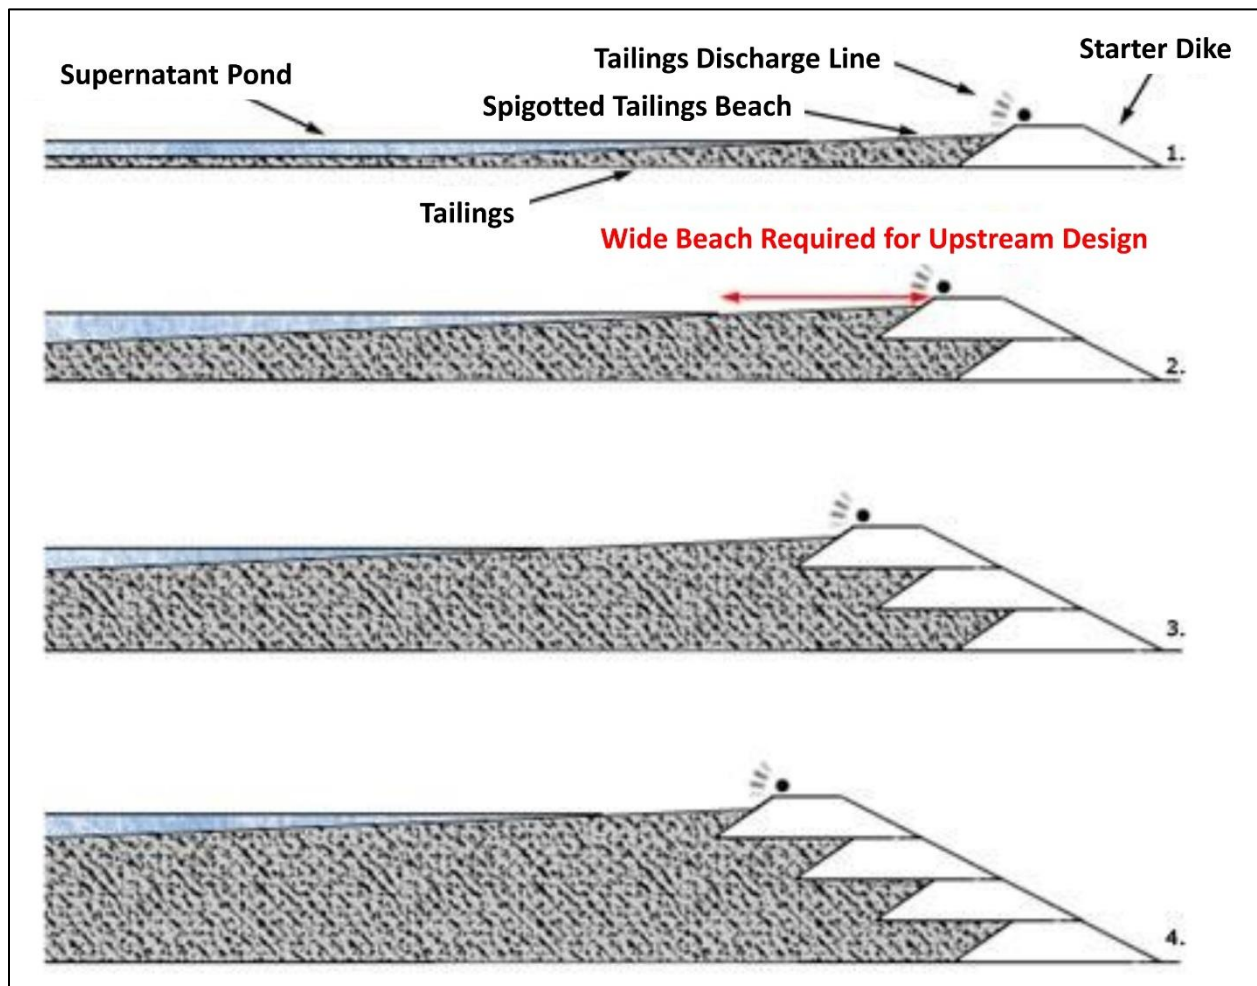 Tailings Discharge Line
Starter Dike
Supernatant Pond
Spigotted Tailings Beach
1.
Tailings
Wide Beach Required for Upstream Design
2.
3.
4.